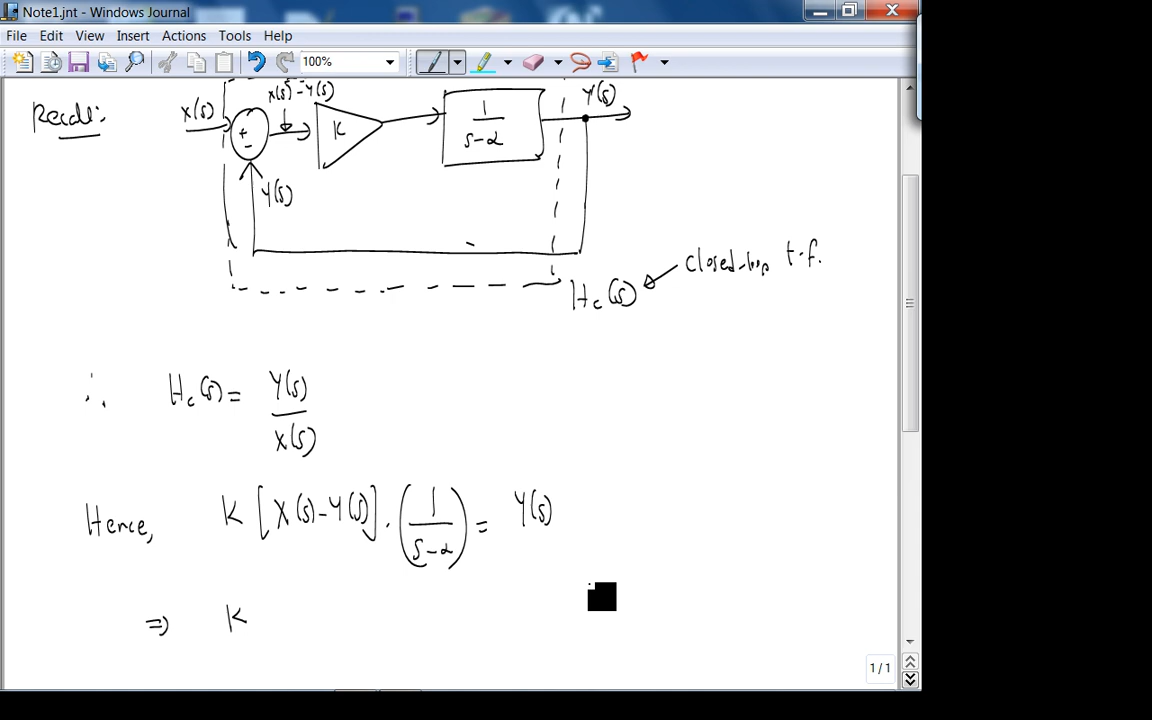 Note1.jnt - Windows Journal
File Edit View Insert Actions Tools Help
100%
Recall:
X(s)
X(s)-Y(s)
Y(s)
+
-
K
1
s-α
Y(s)
closed-loop t.f.
Hc(s)
∴ Hc(s) = Y(s)
X(s)
Hence, K [X(s)-Y(s)] . (1/s-α) = Y(s)
⇒ K
1/1